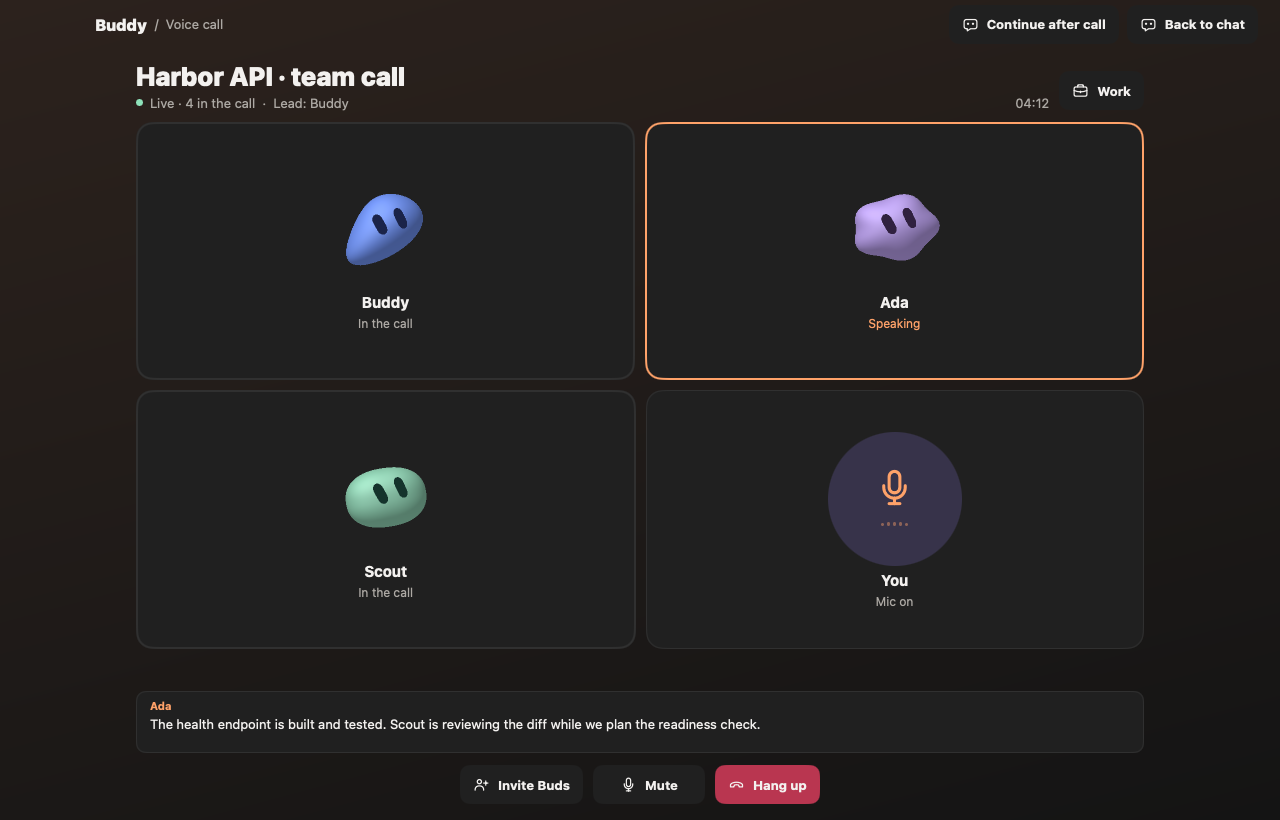 Buddy / Voice call
Continue after call
Back to chat
Harbor API · team call
Live · 4 in the call · Lead: Buddy
04:12
Work
Buddy
In the call
Ada
Speaking
Scout
In the call
You
Mic on
Ada
The health endpoint is built and tested. Scout is reviewing the diff while we plan the readiness check.
Invite Buds
Mute
Hang up